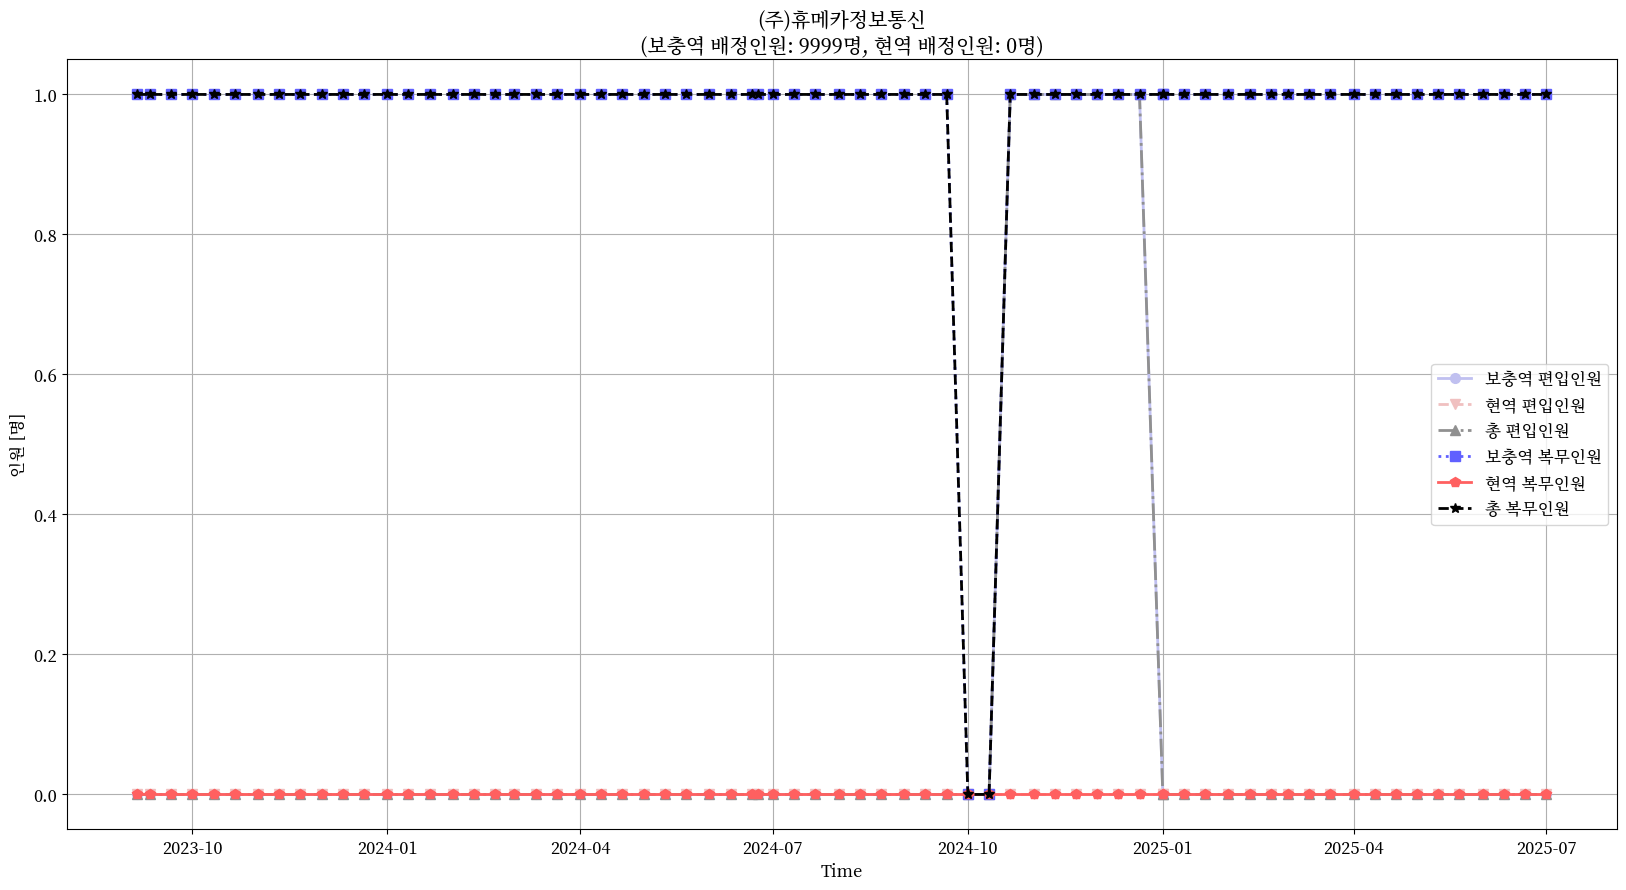 (주)휴메카정보통신
(보충역 배정인원: 9999명, 현역 배정인원: 0명)
인원 [명]
1.0
0.8
0.6
0.4
0.2
0.0
보충역 편입인원
현역 편입인원
총 편입인원
보충역 복무인원
현역 복무인원
총 복무인원
2023-10
2024-01
2024-04
2024-07
2024-10
2025-01
2025-04
2025-07
Time